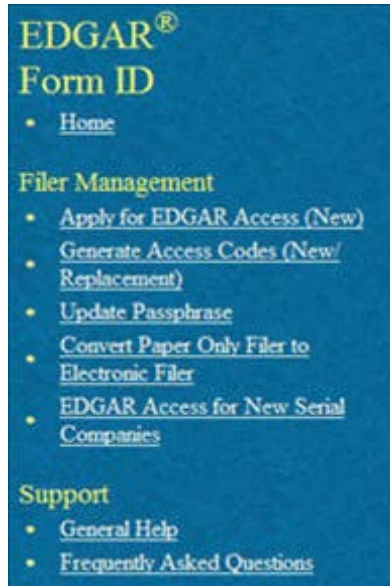 EDGAR®
Form ID
• Home
Filer Management
• Apply for EDGAR Access (New)
• Generate Access Codes (New/
Replacement)
• Update Passphrase
• Convert Paper Only Filer to
Electronic Filer
• EDGAR Access for New Serial
Companies
Support
• General Help
• Frequently Asked Questions